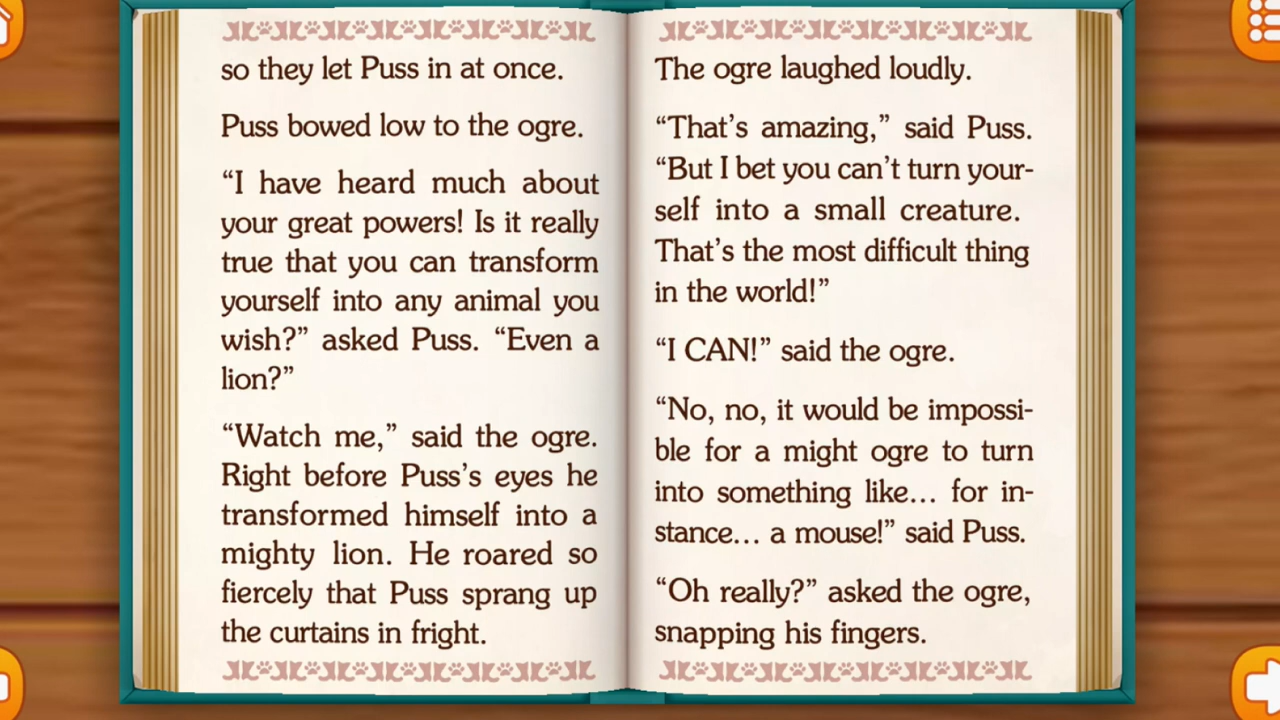 so they let Puss in at once.
Puss bowed low to the ogre.
“I have heard much about
your great powers! Is it really
true that you can transform
yourself into any animal you
wish?” asked Puss. “Even a
lion?”
“Watch me,” said the ogre.
Right before Puss’s eyes he
transformed himself into a
mighty lion. He roared so
fiercely that Puss sprang up
the curtains in fright.
The ogre laughed loudly.
“That’s amazing,” said Puss.
“But I bet you can’t turn your-
self into a small creature.
That’s the most difficult thing
in the world!”
“I CAN!” said the ogre.
“No, no, it would be impossi-
ble for a might ogre to turn
into something like… for in-
stance… a mouse!” said Puss.
“Oh really?” asked the ogre,
snapping his fingers.